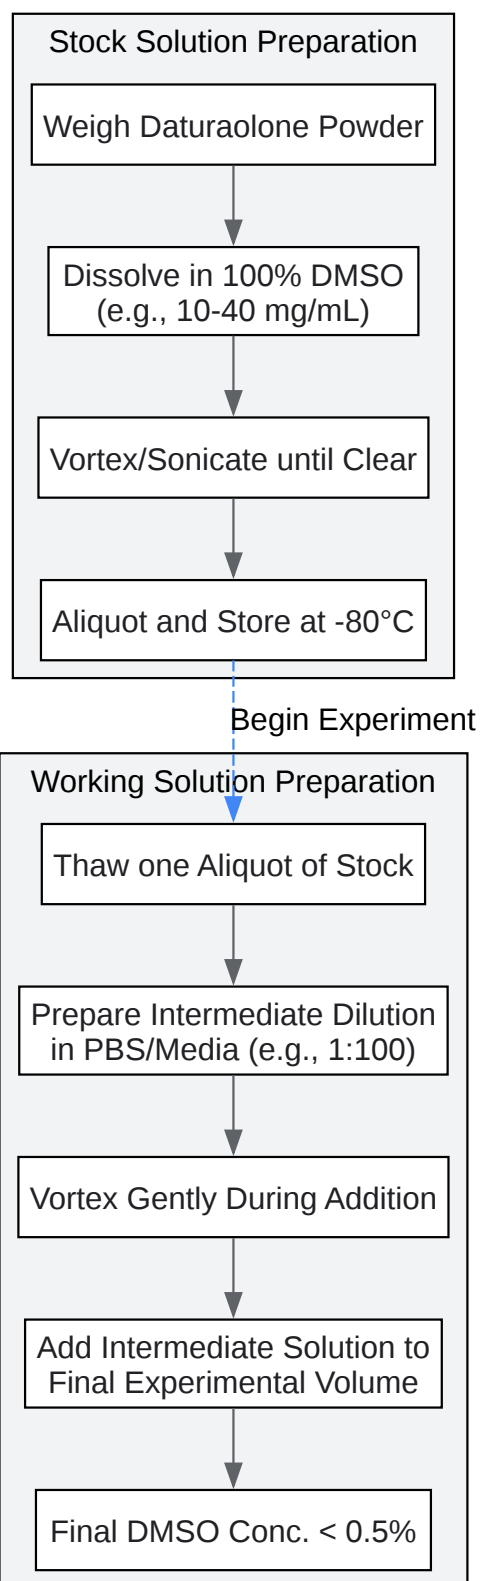 Stock Solution Preparation
Weigh Daturaolone Powder
Dissolve in 100% DMSO
(e.g., 10-40 mg/mL)
Vortex/Sonicate until Clear
Aliquot and Store at -80°C
Begin Experiment
Working Solution Preparation
Thaw one Aliquot of Stock
Prepare Intermediate Dilution
in PBS/Media (e.g., 1:100)
Vortex Gently During Addition
Add Intermediate Solution to
Final Experimental Volume
Final DMSO Conc. < 0.5%